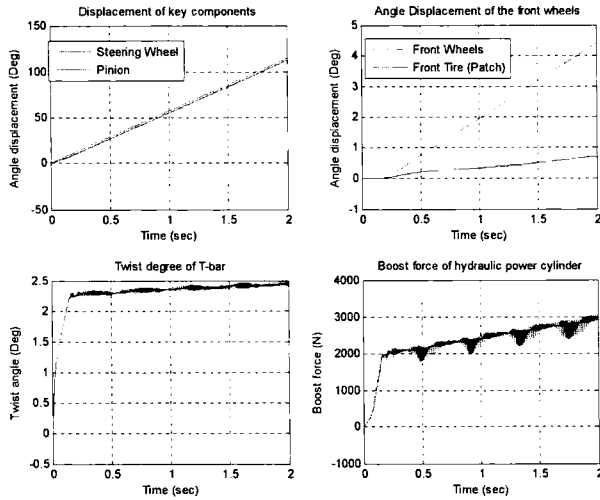 Displacement of key components
150
100
50
0
-50
Angle displacement (Deg)
Steering Wheel
Pinion
0
0.5
1
1.5
2
Time (sec)
Angle Displacement of the front wheels
5
4
3
2
1
0
-1
Angle displacement (Deg)
Front Wheels
Front Tire (Patch)
0
0.5
1
1.5
2
Time (sec)
Twist degree of T-bar
2.5
2
1.5
1
0.5
0
-0.5
Twist angle (Deg)
0
0.5
1
1.5
2
Time (sec)
Boost force of hydraulic power cylinder
4000
3000
2000
1000
0
-1000
Boost force (N)
0
0.5
1
1.5
2
Time (sec)